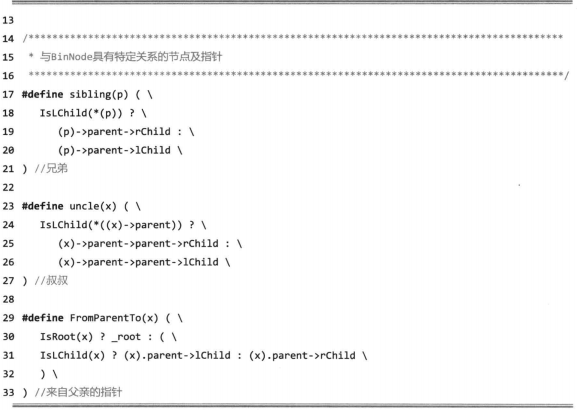 13
14 /******************************************************************************************
15 * 与BinNode具有特定关系的节点及指针
16 ******************************************************************************************/
17 #define sibling(p) ( \
18 IsLChild(*(p)) ? \
19 (p)->parent->rChild : \
20 (p)->parent->lChild \
21 ) //兄弟
22
23 #define uncle(x) ( \
24 IsLChild(*((x)->parent)) ? \
25 (x)->parent->parent->rChild : \
26 (x)->parent->parent->lChild \
27 ) //叔叔
28
29 #define FromParentTo(x) ( \
30 IsRoot(x) ? _root : ( \
31 IsLChild(x) ? (x).parent->lChild : (x).parent->rChild \
32 ) \
33 ) //来自父亲的指针